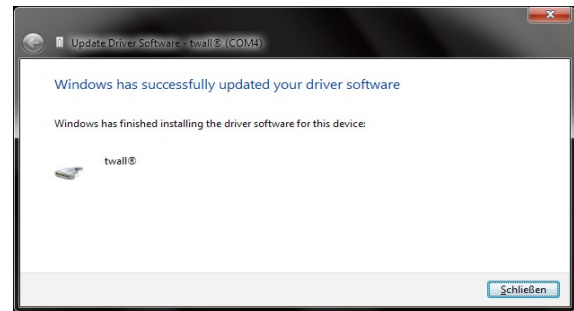 Update Driver Software - twall® (COM4)
Windows has successfully updated your driver software
Windows has finished installing the driver software for this device:
twall®
Schließen